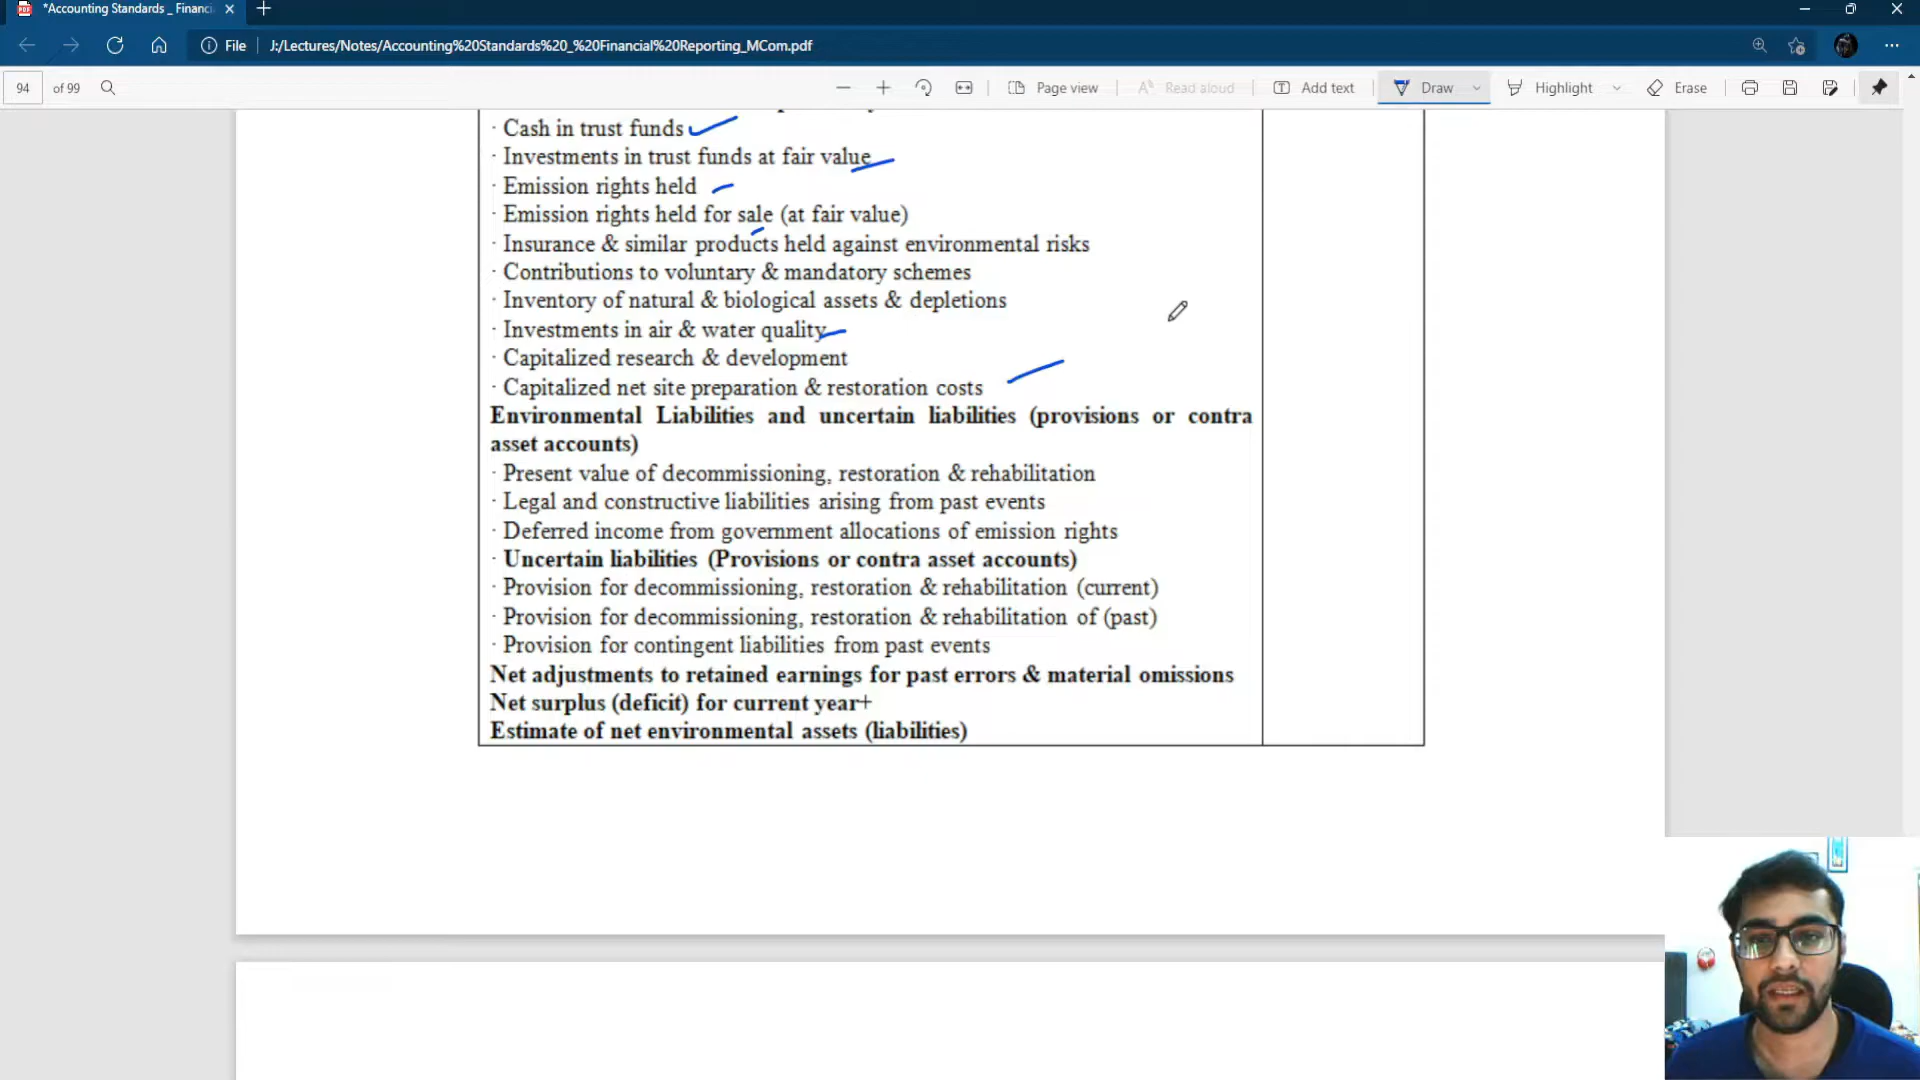 *Accounting Standards _ Financi
File
J:/Lectures/Notes/Accounting%20Standards%20_%20Financial%20Reporting_MCom.pdf
94 of 99
Page view
Read aloud
Add text
Draw
Highlight
Erase
· Cash in trust funds
· Investments in trust funds at fair value
· Emission rights held
· Emission rights held for sale (at fair value)
· Insurance & similar products held against environmental risks
· Contributions to voluntary & mandatory schemes
· Inventory of natural & biological assets & depletions
· Investments in air & water quality
· Capitalized research & development
· Capitalized net site preparation & restoration costs
Environmental Liabilities and uncertain liabilities (provisions or contra
asset accounts)
· Present value of decommissioning, restoration & rehabilitation
· Legal and constructive liabilities arising from past events
· Deferred income from government allocations of emission rights
· Uncertain liabilities (Provisions or contra asset accounts)
· Provision for decommissioning, restoration & rehabilitation (current)
· Provision for decommissioning, restoration & rehabilitation of (past)
· Provision for contingent liabilities from past events
Net adjustments to retained earnings for past errors & material omissions
Net surplus (deficit) for current year+
Estimate of net environmental assets (liabilities)